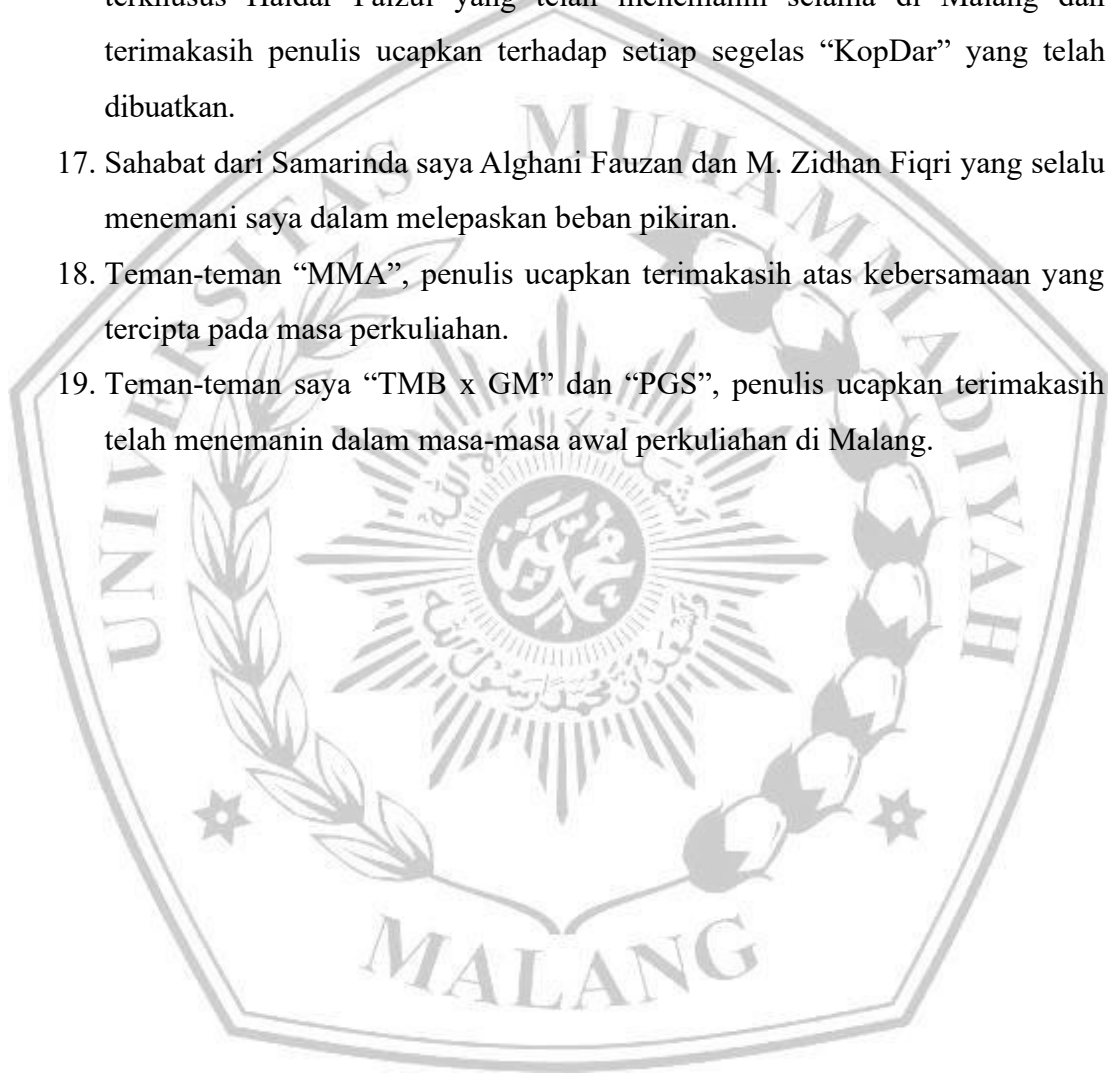 terkhusus Haidar Faizul yang telah menemanin selama di Malang dan
terimakasih penulis ucapkan terhadap setiap segelas “KopDar” yang telah
dibuatkan.
17. Sahabat dari Samarinda saya Alghani Fauzan dan M. Zidhan Fiqri yang selalu
menemani saya dalam melepaskan beban pikiran.
18. Teman-teman “MMA”, penulis ucapkan terimakasih atas kebersamaan yang
tercipta pada masa perkuliahan.
19. Teman-teman saya “TMB x GM” dan “PGS”, penulis ucapkan terimakasih
telah menemanin dalam masa-masa awal perkuliahan di Malang.
UNIVERSITAS MUHAMMADIYAH
MALANG